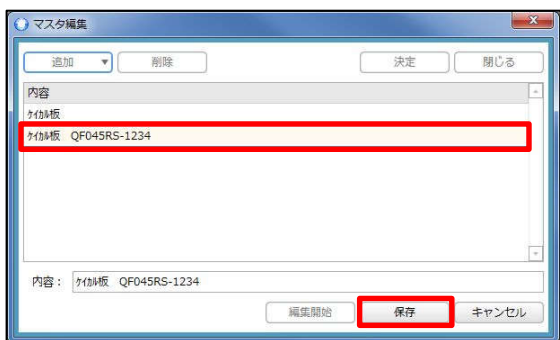 マスタ編集
追加 ▼ 削除 決定 閉じる
内容
ｹｲｶﾙ板
ｹｲｶﾙ板 QF045RS-1234
内容： ｹｲｶﾙ板 QF045RS-1234
編集開始 保存 キャンセル